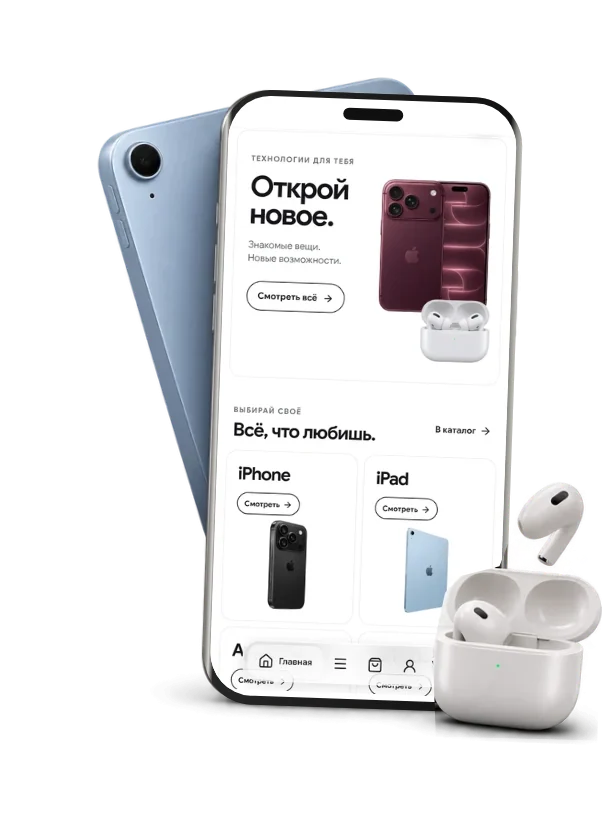 ТЕХНОЛОГИИ ДЛЯ ТЕБЯ
Открой
новое.
Знакомые вещи.
Новые возможности.
Смотреть всё →
ВЫБИРАЙ СВОЁ
Всё, что любишь.
В каталог →
iPhone
Смотреть →
iPad
Смотреть →
A
Главная
Смотреть →
Смотреть →